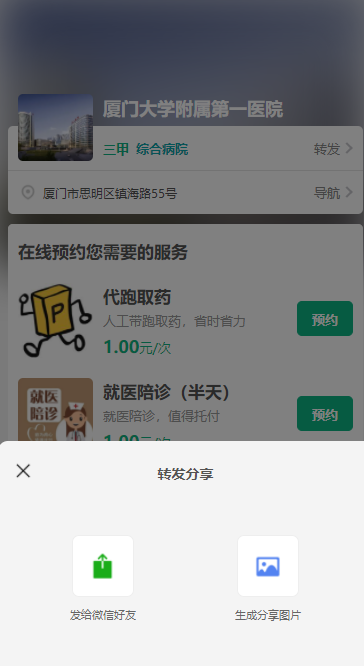 厦门大学附属第一医院
三甲 综合病院
转发
厦门市思明区镇海路55号
导航
在线预约您需要的服务
P
代跑取药
人工带跑取药，省时省力
1.00元/次
预约
就医
陪诊
就医陪诊（半天）
就医陪诊，值得托付
1.00元/次
预约
转发分享
发给微信好友
生成分享图片